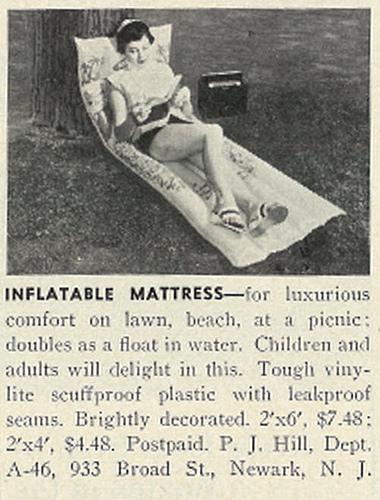 INFLATABLE MATTRESS—for luxurious
comfort on lawn, beach, at a picnic;
doubles as a float in water. Children and
adults will delight in this. Tough viny-
lite scuffproof plastic with leakproof
seams. Brightly decorated. 2'x6', $7.48;
2'x4', $4.48. Postpaid. P. J. Hill, Dept.
A-46, 933 Broad St., Newark, N. J.